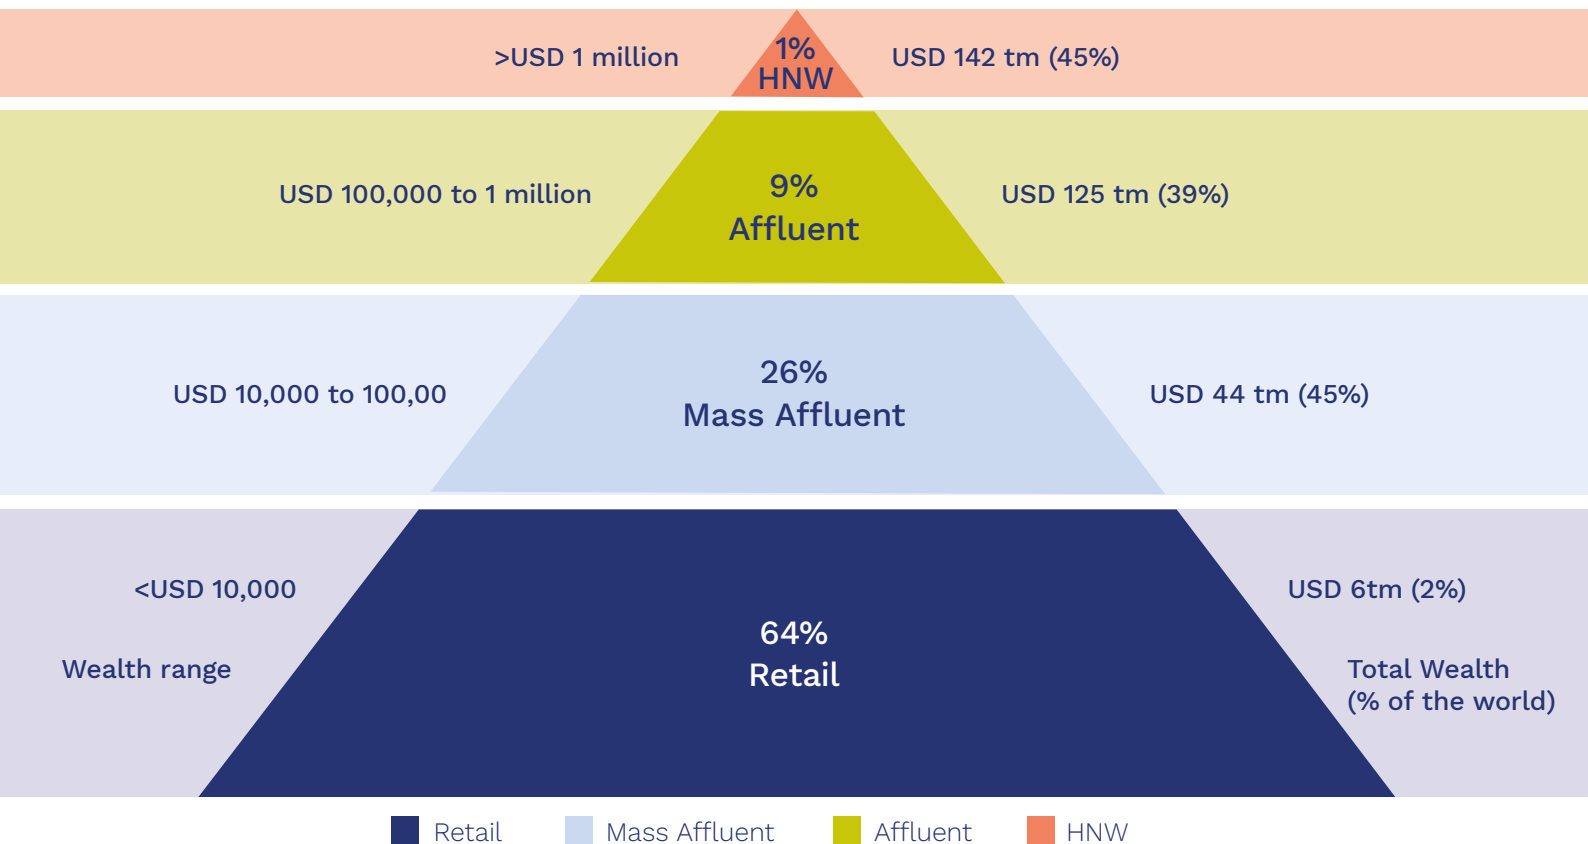 >USD 1 million
1%
HNW
USD 142 tm (45%)
USD 100,000 to 1 million
9%
Affluent
USD 125 tm (39%)
USD 10,000 to 100,00
26%
Mass Affluent
USD 44 tm (45%)
<USD 10,000
Wealth range
64%
Retail
USD 6tm (2%)
Total Wealth
(% of the world)
Retail
Mass Affluent
Affluent
HNW